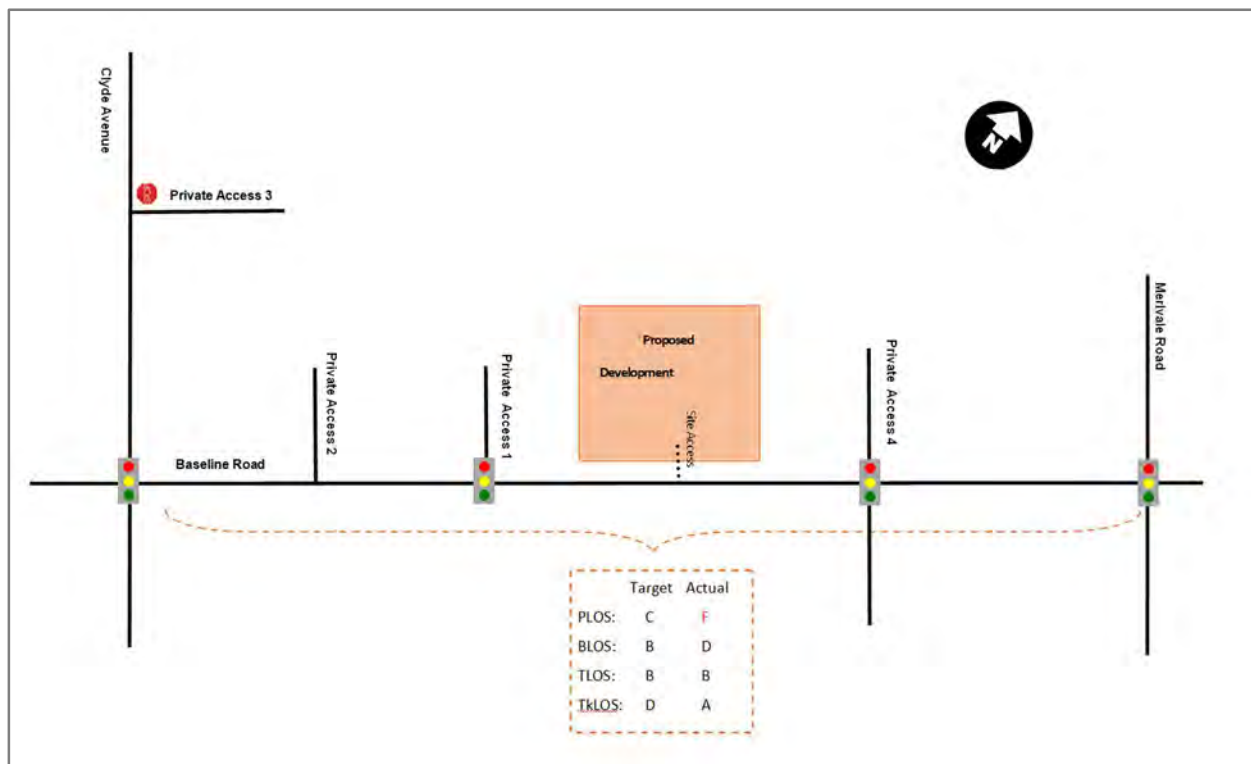 Clyde Avenue
N
Private Access 3
Merivale Road
Private Access 2
Private Access 1
Proposed
Development
Site Access
Private Access 4
Baseline Road
Target Actual
PLOS: C F
BLOS: B D
TLOS: B B
TkLOS: D A